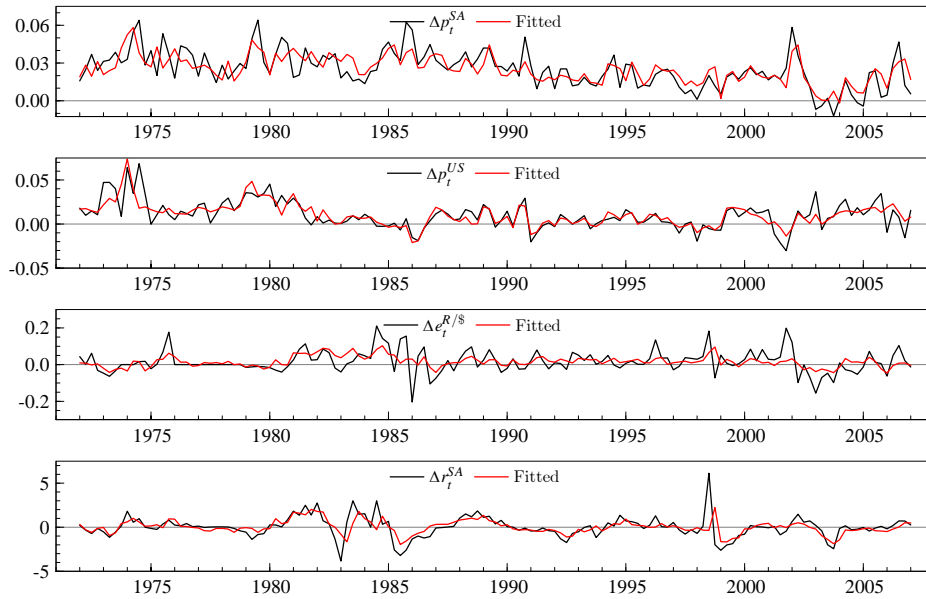 Δp_t^{SA} Fitted
0.06
0.03
0.00
1975 1980 1985 1990 1995 2000 2005
Δp_t^{US} Fitted
0.05
0.00
-0.05
1975 1980 1985 1990 1995 2000 2005
Δe_t^{R/$} Fitted
0.2
0.0
-0.2
1975 1980 1985 1990 1995 2000 2005
Δr_t^{SA} Fitted
5
0
-5
1975 1980 1985 1990 1995 2000 2005